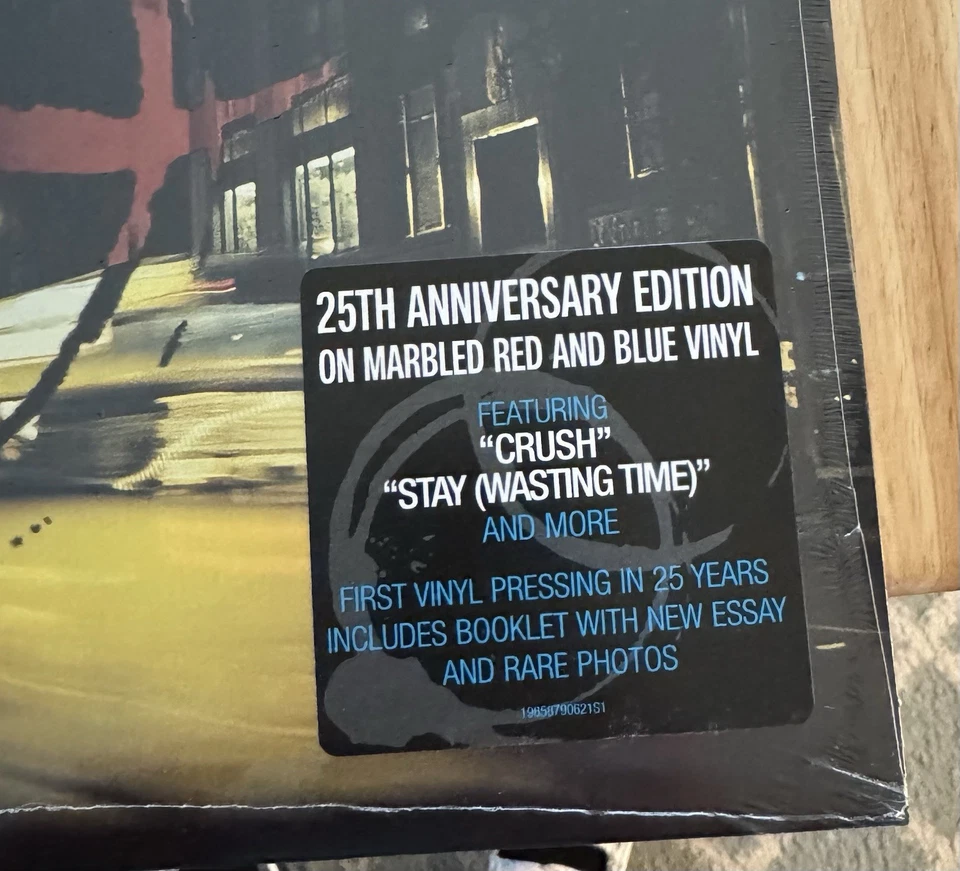 25TH ANNIVERSARY EDITION
ON MARBLED RED AND BLUE VINYL
FEATURING
“CRUSH”
“STAY (WASTING TIME)”
AND MORE
FIRST VINYL PRESSING IN 25 YEARS
INCLUDES BOOKLET WITH NEW ESSAY
AND RARE PHOTOS
19658790621S1